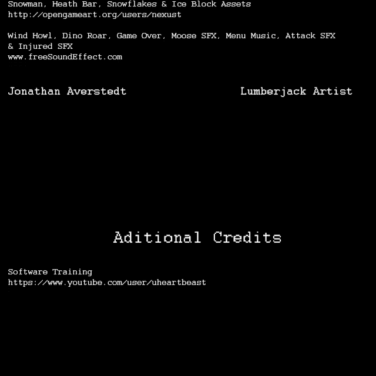 Snowman, Heath Bar, Snowflakes & Ice Block Assets
http://opengameart.org/users/nexust
Wind Howl, Dino Roar, Game Over, Moose SFX, Menu Music, Attack SFX
& Injured SFX
www.freeSoundEffect.com
Jonathan Averstedt Lumberjack Artist
Aditional Credits
Software Training
https://www.youtube.com/user/uheartbeast